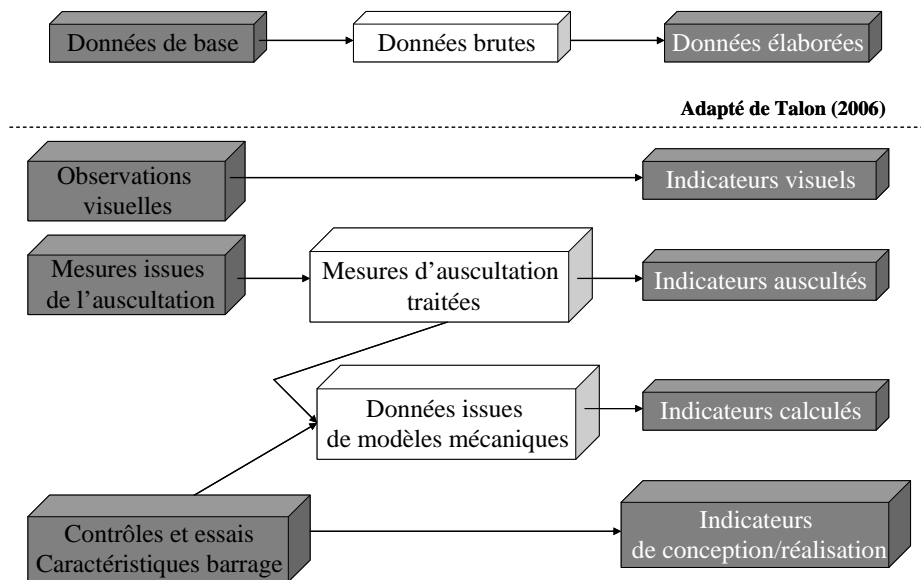 Données de base
Données brutes
Données élaborées
Adapté de Talon (2006)
Observations
visuelles
Indicateurs visuels
Mesures issues
de l’auscultation
Mesures d’auscultation
traitées
Indicateurs auscultés
Données issues
de modèles mécaniques
Indicateurs calculés
Contrôles et essais
Caractéristiques barrage
Indicateurs
de conception/réalisation